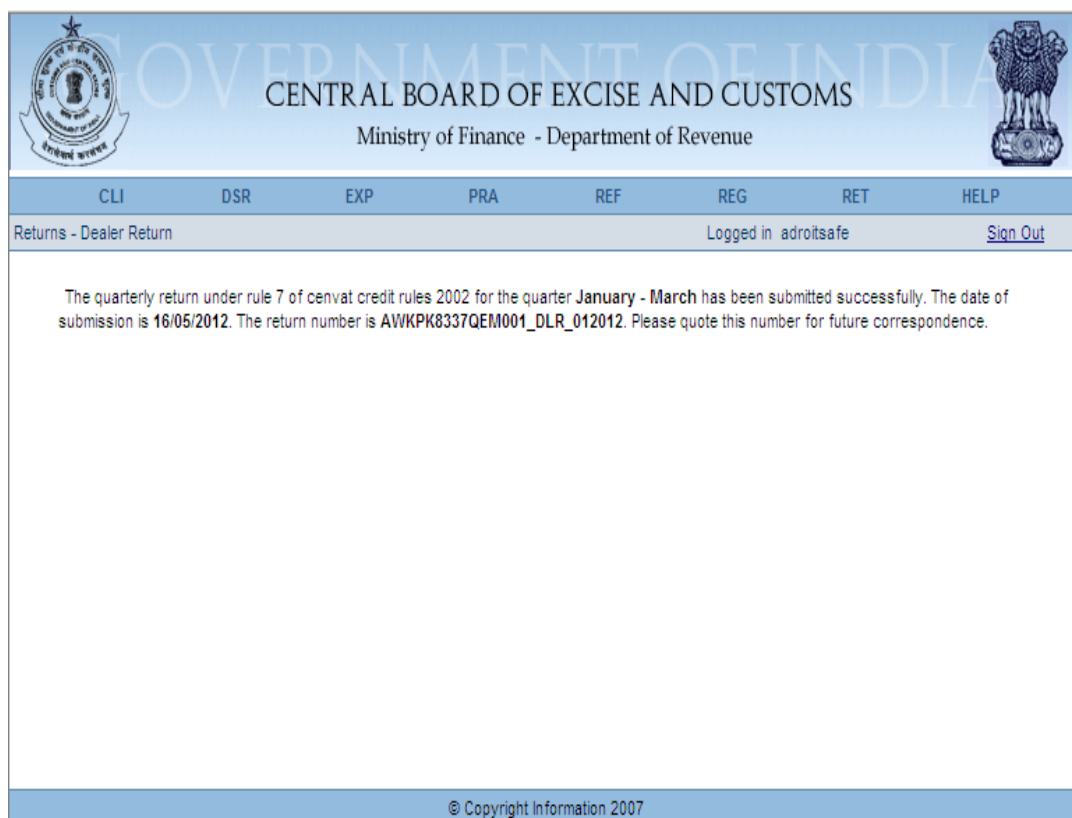 GOVERNMENT OF INDIA
CENTRAL BOARD OF EXCISE AND CUSTOMS
Ministry of Finance - Department of Revenue
CLI DSR EXP PRA REF REG RET HELP
Returns - Dealer Return Logged in adroitsafe Sign Out
The quarterly return under rule 7 of cenvat credit rules 2002 for the quarter January - March has been submitted successfully. The date of
submission is 16/05/2012. The return number is AWKPK8337QEM001_DLR_012012. Please quote this number for future correspondence.
© Copyright Information 2007